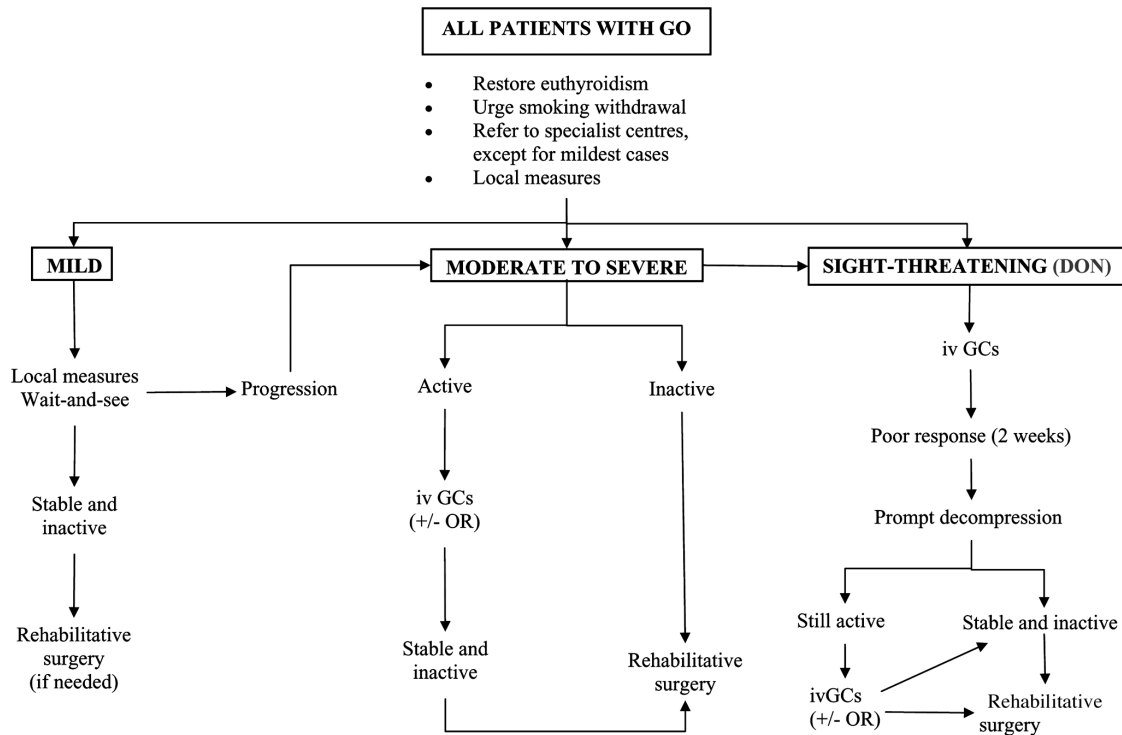 ALL PATIENTS WITH GO
• Restore euthyroidism
• Urge smoking withdrawal
• Refer to specialist centres,
except for mildest cases
• Local measures
MILD
MODERATE TO SEVERE
SIGHT-THREATENING (DON)
Local measures
Wait-and-see
Progression
Stable and
inactive
Rehabilitative
surgery
(if needed)
Active
iv GCs
(+/- OR)
Stable and
inactive
Inactive
Rehabilitative
surgery
iv GCs
Poor response (2 weeks)
Prompt decompression
Still active
ivGCs
(+/- OR)
Stable and inactive
Rehabilitative
surgery